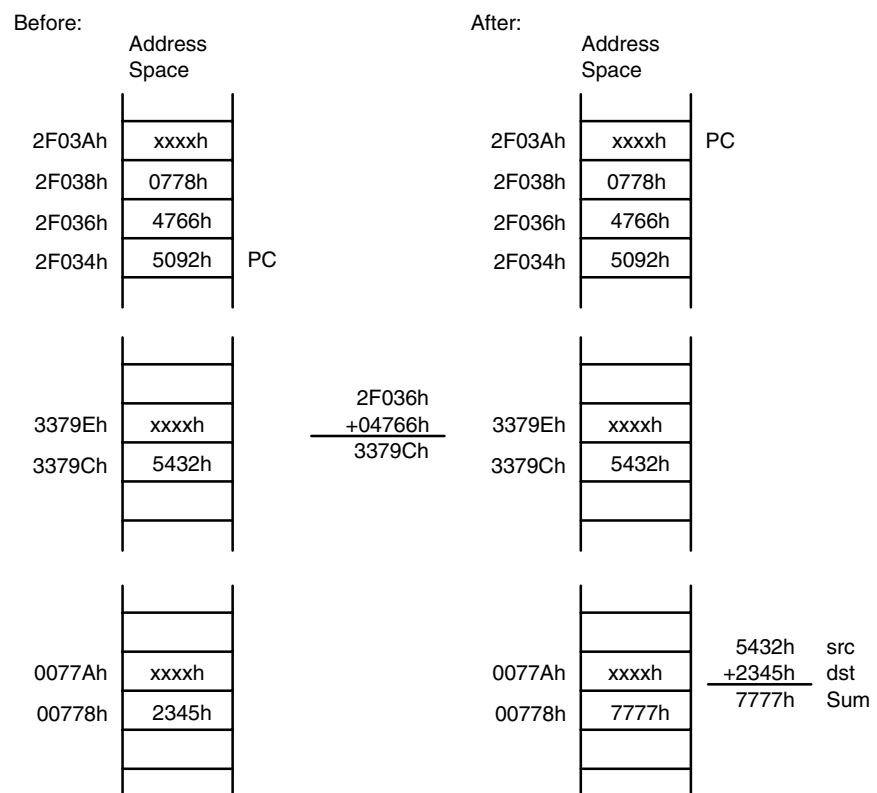 Before:
Address
Space
2F03Ah xxxxh
2F038h 0778h
2F036h 4766h
2F034h 5092h PC
3379Eh xxxxh
3379Ch 5432h
0077Ah xxxxh
00778h 2345h
2F036h
+04766h
3379Ch
After:
Address
Space
2F03Ah xxxxh PC
2F038h 0778h
2F036h 4766h
2F034h 5092h
3379Eh xxxxh
3379Ch 5432h
0077Ah xxxxh
00778h 7777h
5432h src
+2345h dst
7777h Sum